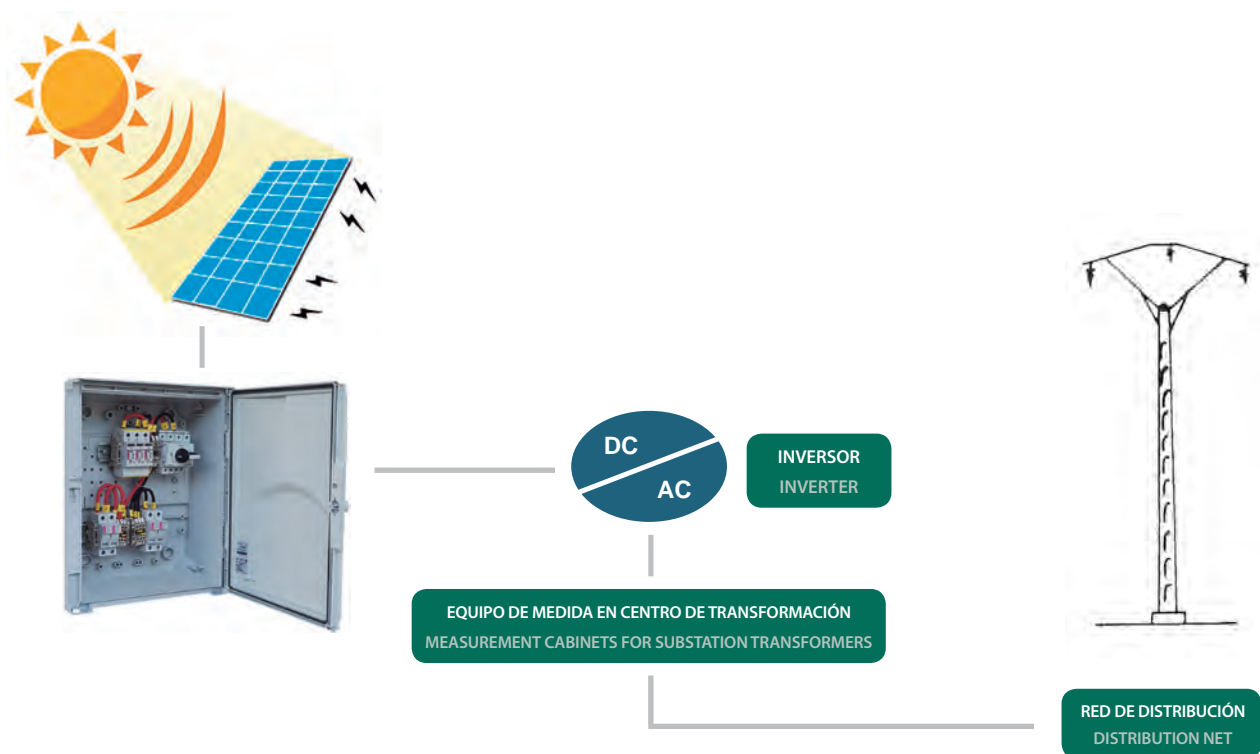 DC
AC
INVERSOR
INVERTER
EQUIPO DE MEDIDA EN CENTRO DE TRANSFORMACIÓN
MEASUREMENT CABINETS FOR SUBSTATION TRANSFORMERS
RED DE DISTRIBUCIÓN
DISTRIBUTION NET